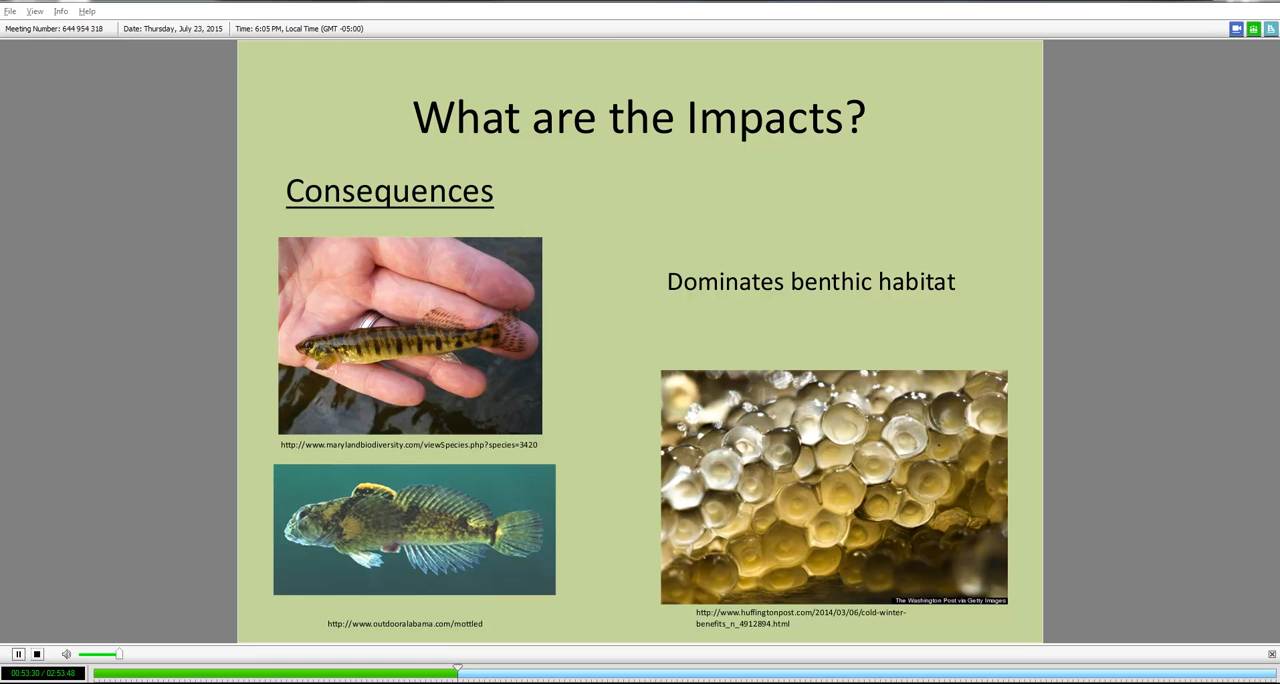 File View Info Help
Meeting Number: 644 954 318 Date: Thursday, July 23, 2015 Time: 6:05 PM, Local Time (GMT -05:00)
What are the Impacts?
Consequences
Dominates benthic habitat
http://www.marylandbiodiversity.com/viewSpecies.php?species=3420
The Washington Post via Getty Images
http://www.huffingtonpost.com/2014/03/06/cold-winter-
benefits_n_4912894.html
http://www.outdooralabama.com/mottled
00:53:30 / 02:53:48